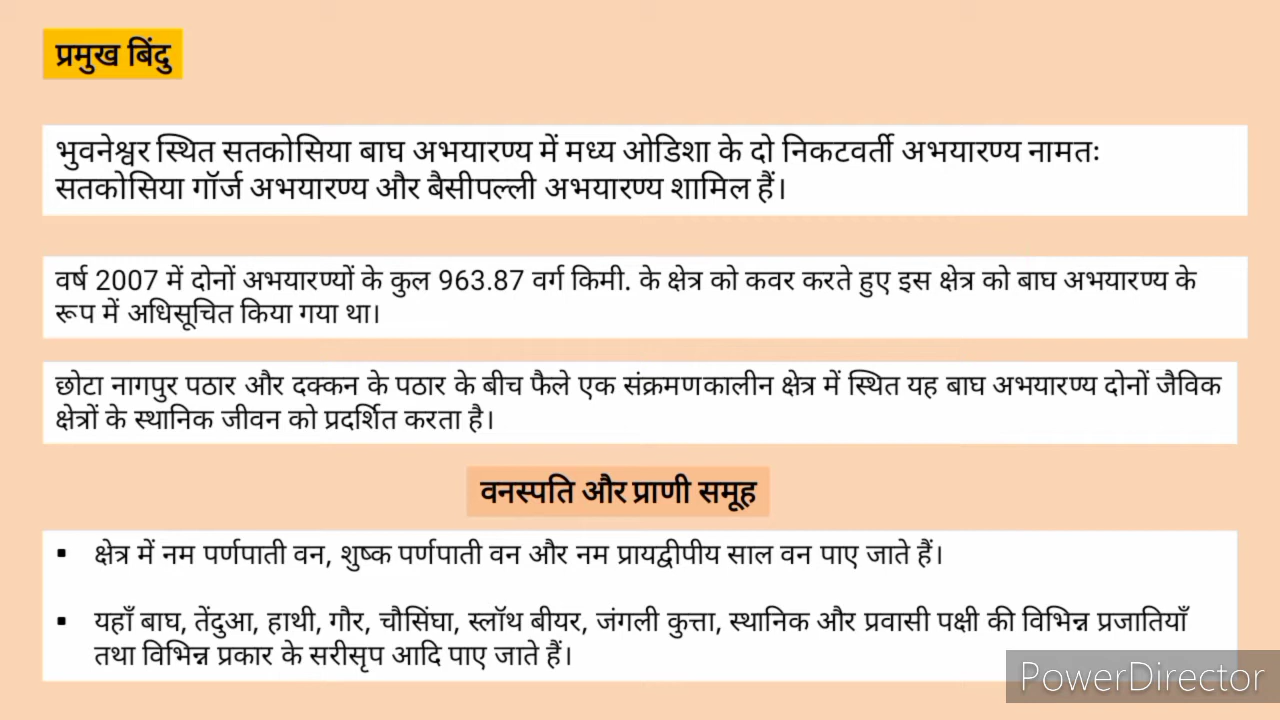 प्रमुख बिंदु
भुवनेश्वर स्थित सतकोसिया बाघ अभयारण्य में मध्य ओडिशा के दो निकटवर्ती अभयारण्य नामतः
सतकोसिया गॉर्ज अभयारण्य और बैसीपल्ली अभयारण्य शामिल हैं।
वर्ष 2007 में दोनों अभयारण्यों के कुल 963.87 वर्ग किमी. के क्षेत्र को कवर करते हुए इस क्षेत्र को बाघ अभयारण्य के
रूप में अधिसूचित किया गया था।
छोटा नागपुर पठार और दक्कन के पठार के बीच फैले एक संक्रमणकालीन क्षेत्र में स्थित यह बाघ अभयारण्य दोनों जैविक
क्षेत्रों के स्थानिक जीवन को प्रदर्शित करता है।
वनस्पति और प्राणी समूह
▪ क्षेत्र में नम पर्णपाती वन, शुष्क पर्णपाती वन और नम प्रायद्वीपीय साल वन पाए जाते हैं।
▪ यहाँ बाघ, तेंदुआ, हाथी, गौर, चौसिंघा, स्लॉथ बीयर, जंगली कुत्ता, स्थानिक और प्रवासी पक्षी की विभिन्न प्रजातियाँ
तथा विभिन्न प्रकार के सरीसृप आदि पाए जाते हैं।
PowerDirector